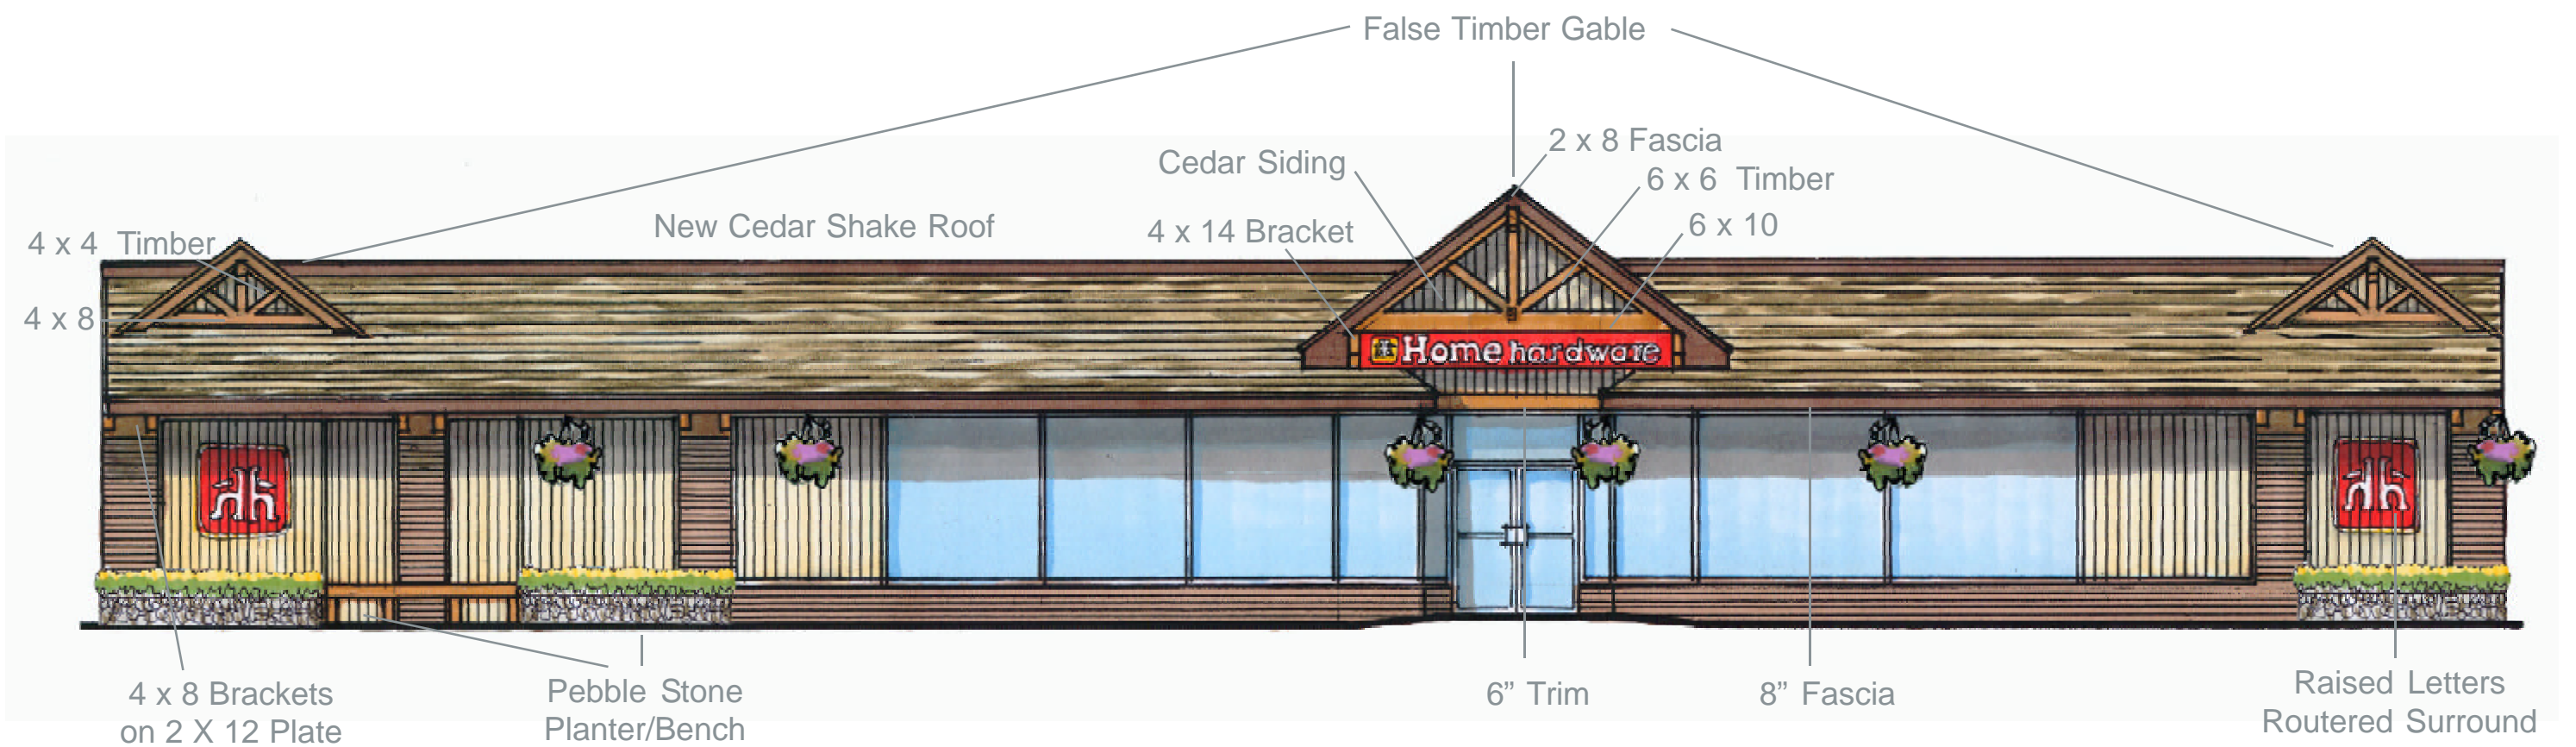 False Timber Gable
2 x 8 Fascia
Cedar Siding
6 x 6 Timber
New Cedar Shake Roof
4 x 14 Bracket
6 x 10
4 x 4 Timber
4 x 8
Home hardware
4 x 8 Brackets
on 2 X 12 Plate
Pebble Stone
Planter/Bench
6” Trim
8” Fascia
Raised Letters
Routered Surround